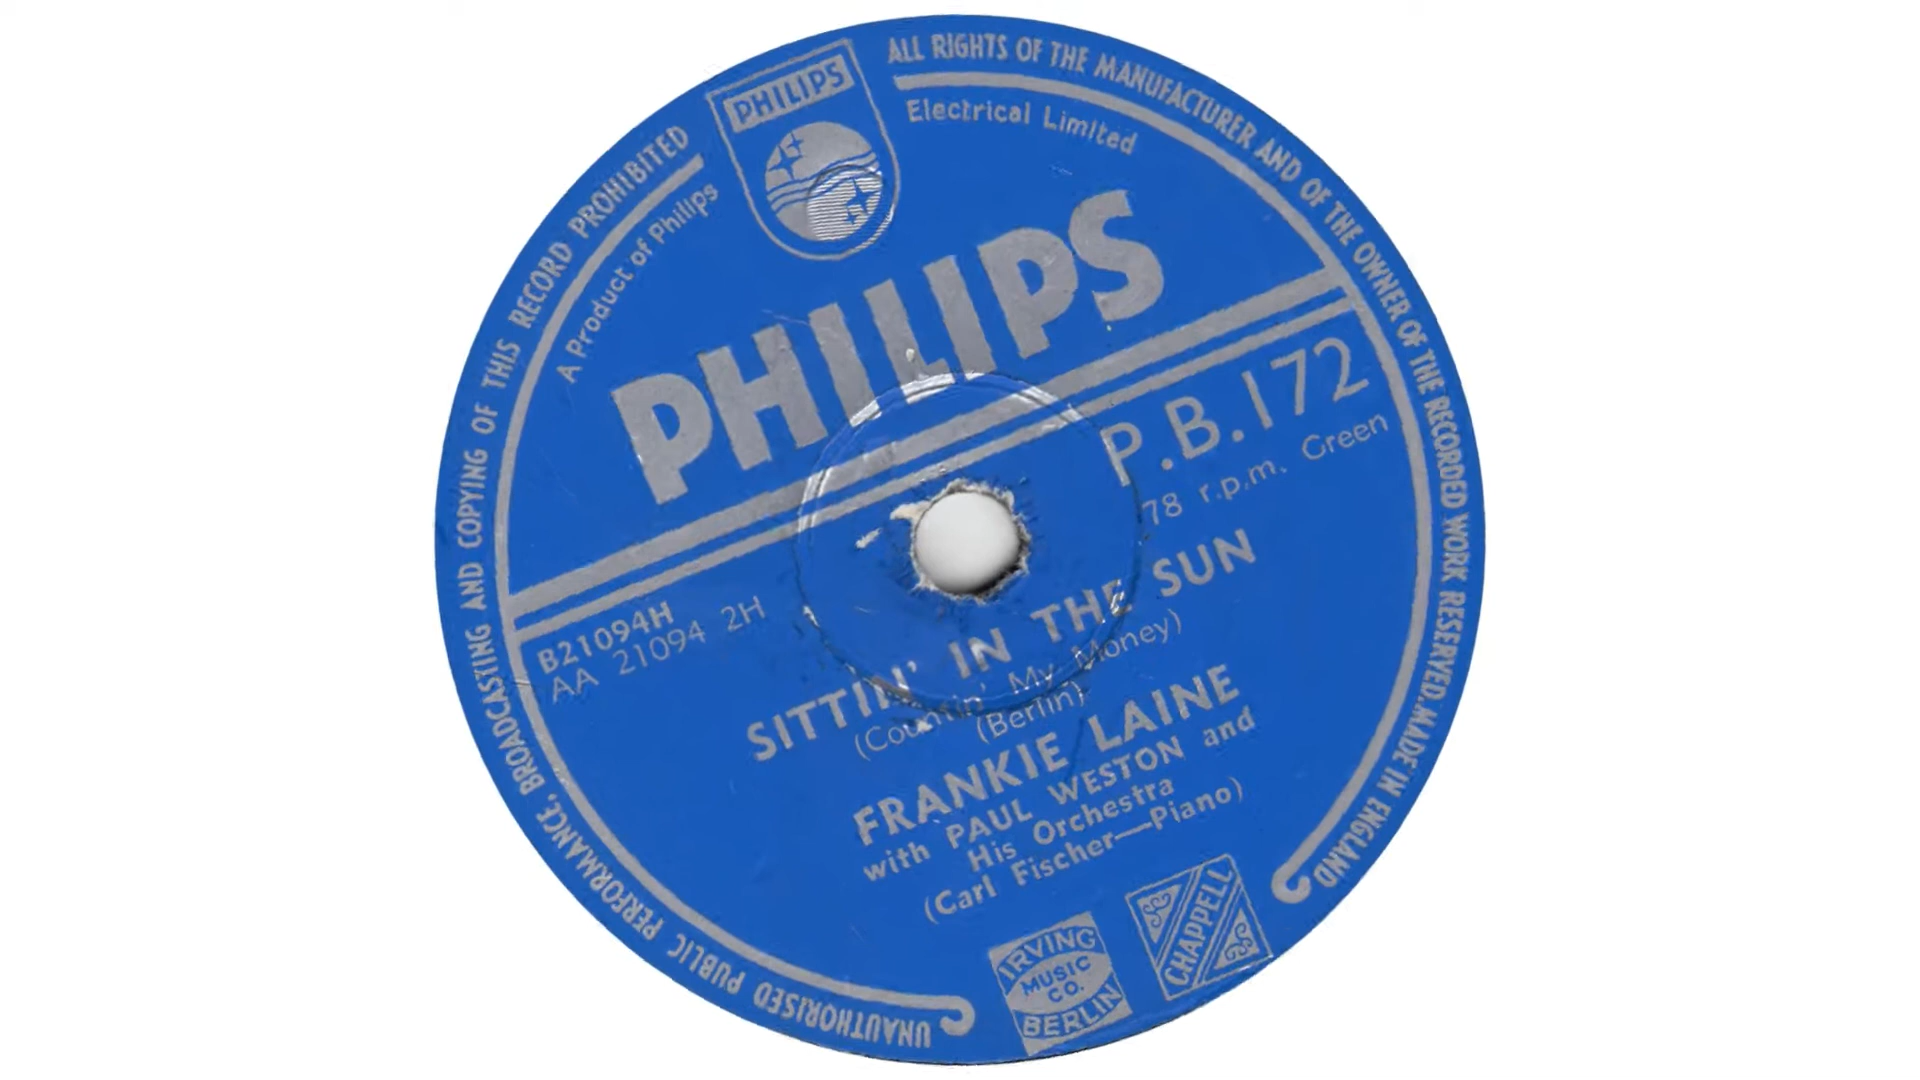 ALL RIGHTS OF THE MANUFACTURER AND OF THE OWNER OF THE RECORDED WORK RESERVED. MADE IN ENGLAND
UNAUTHORISED PUBLIC PERFORMANCE, BROADCASTING AND COPYING OF THIS RECORD PROHIBITED
PHILIPS
A Product of Philips
Electrical Limited
PHILIPS
P.B.172
78 r.p.m. Green
B21094H
AA 21094 2H
SITTIN' IN THE SUN
(Countin' My Money)
(Berlin)
FRANKIE LAINE
with PAUL WESTON and
His Orchestra
(Carl Fischer—Piano)
IRVING
MUSIC
CO.
BERLIN
CHAPPELL